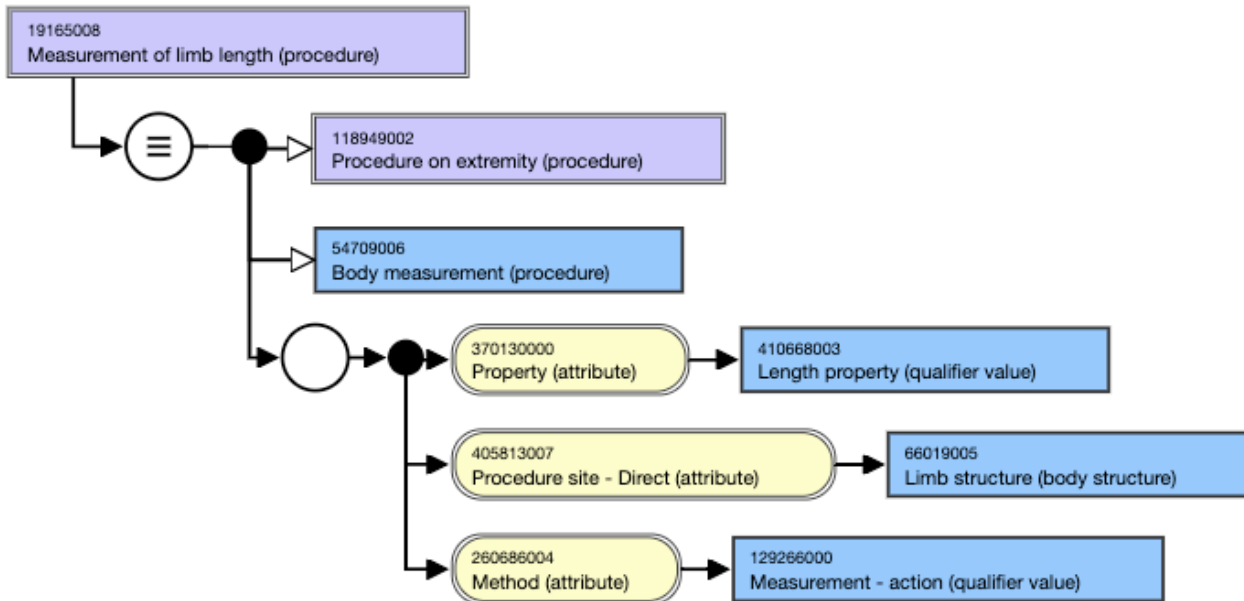 19165008
Measurement of limb length (procedure)
118949002
Procedure on extremity (procedure)
54709006
Body measurement (procedure)
370130000
Property (attribute)
410668003
Length property (qualifier value)
405813007
Procedure site - Direct (attribute)
66019005
Limb structure (body structure)
260686004
Method (attribute)
129266000
Measurement - action (qualifier value)